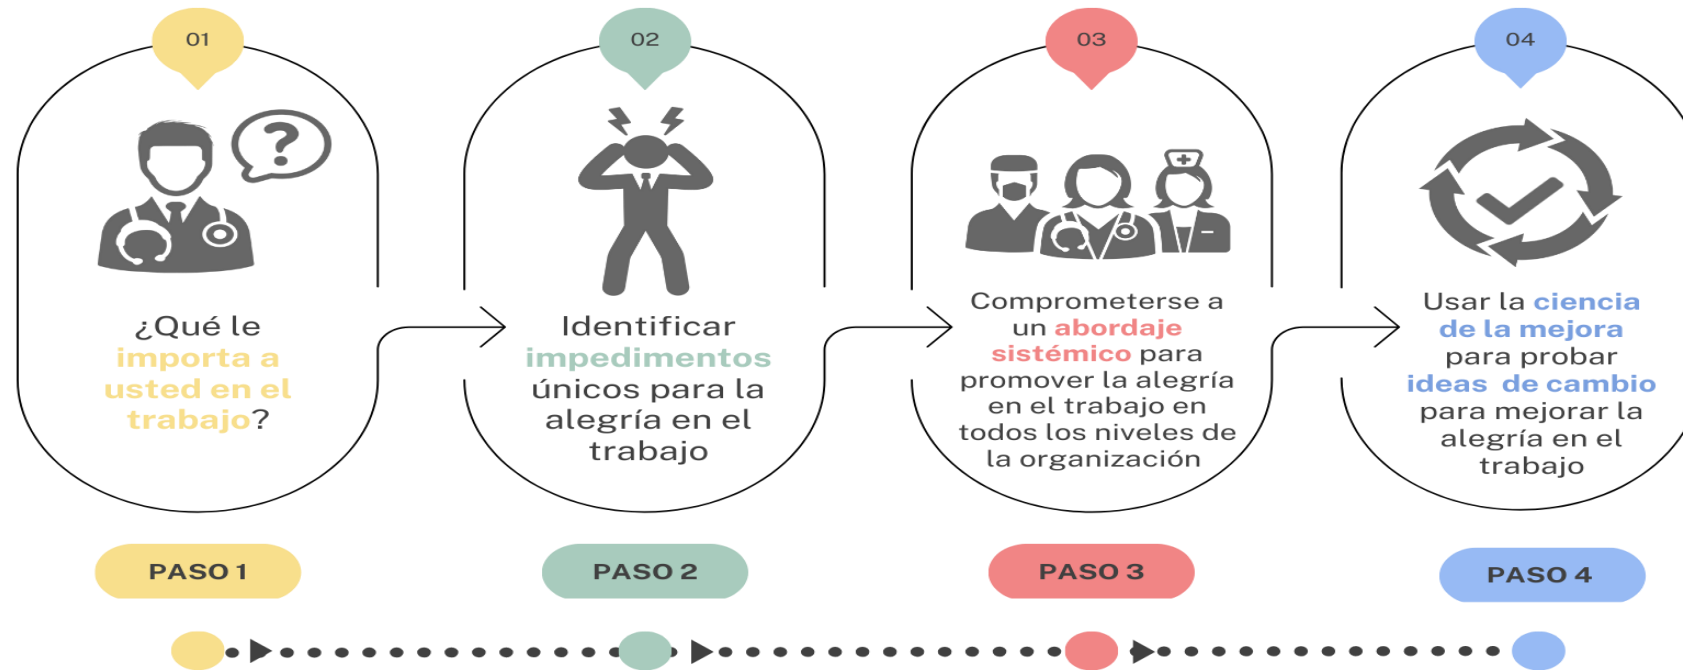 01
¿Qué le
importa a
usted en el
trabajo?
PASO 1
02
Identificar
impedimentos
únicos para la
alegría en el
trabajo
PASO 2
03
Comprometerse a
un abordaje
sistémico para
promover la alegría
en el trabajo en
todos los niveles de
la organización
PASO 3
04
Usar la ciencia
de la mejora
para probar
ideas de cambio
para mejorar la
alegría en el
trabajo
PASO 4